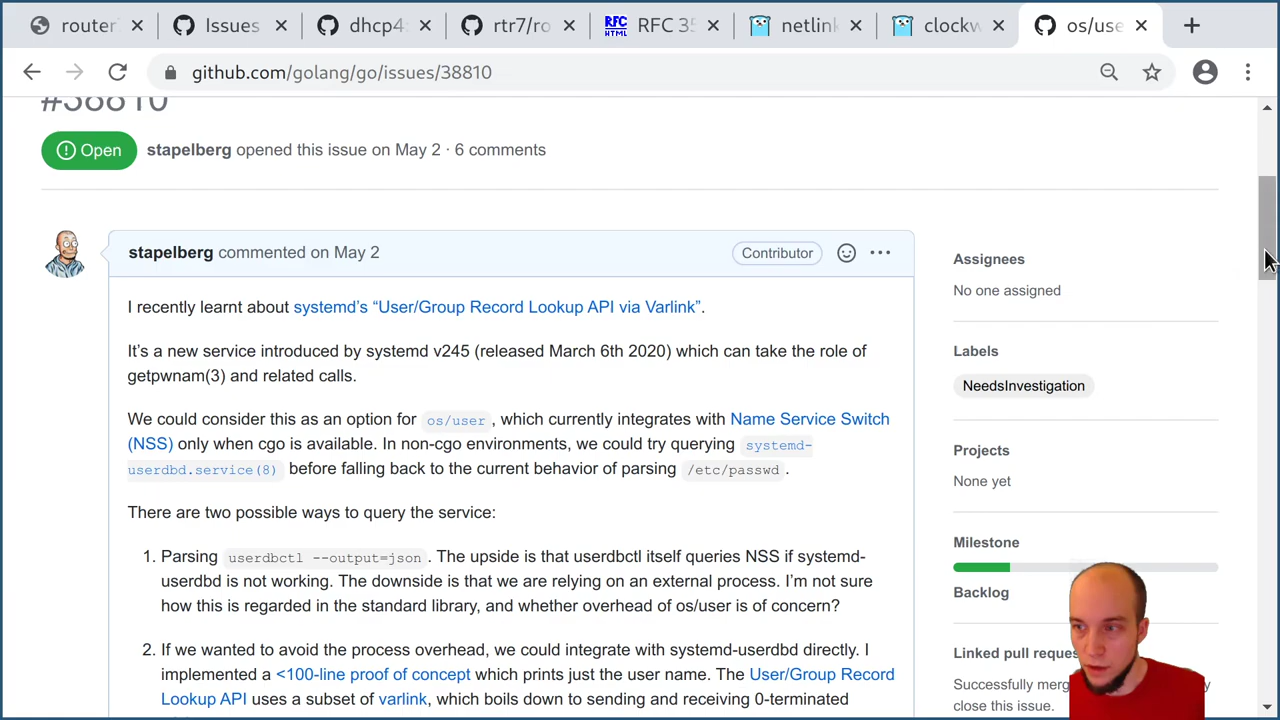 router
Issues
dhcp4
rtr7/ro
RFC HTML
RFC 35
netlink
clockw
os/use
github.com/golang/go/issues/38810
#38810
Open
stapelberg opened this issue on May 2 · 6 comments
stapelberg commented on May 2
Contributor
I recently learnt about systemd’s “User/Group Record Lookup API via Varlink”.
It’s a new service introduced by systemd v245 (released March 6th 2020) which can take the role of
getpwnam(3) and related calls.
We could consider this as an option for os/user, which currently integrates with Name Service Switch
(NSS) only when cgo is available. In non-cgo environments, we could try querying systemd-
userdbd.service(8) before falling back to the current behavior of parsing /etc/passwd.
There are two possible ways to query the service:
1. Parsing userdbctl --output=json. The upside is that userdbctl itself queries NSS if systemd-
userdbd is not working. The downside is that we are relying on an external process. I’m not sure
how this is regarded in the standard library, and whether overhead of os/user is of concern?
2. If we wanted to avoid the process overhead, we could integrate with systemd-userdbd directly. I
implemented a <100-line proof of concept which prints just the user name. The User/Group Record
Lookup API uses a subset of varlink, which boils down to sending and receiving 0-terminated
Assignees
No one assigned
Labels
NeedsInvestigation
Projects
None yet
Milestone
Backlog
Linked pull reque
Successfully merg
close this issue.